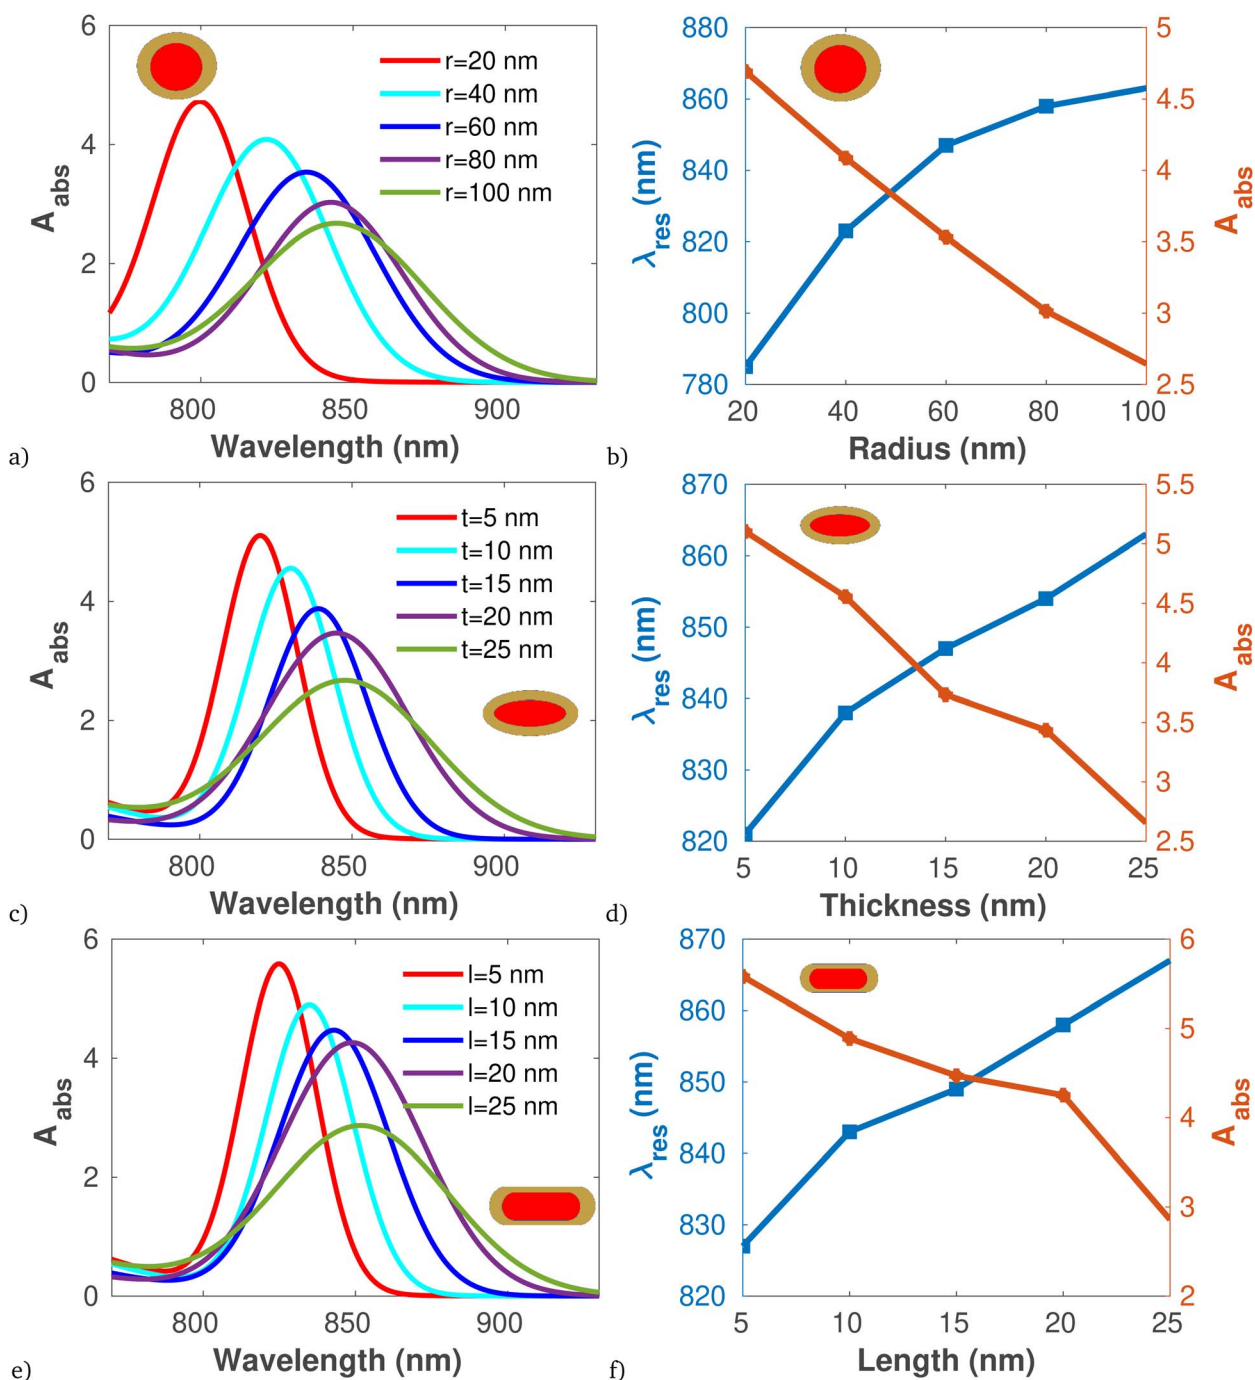 6
4
2
0
A abs
r=20 nm
r=40 nm
r=60 nm
r=80 nm
r=100 nm
800
850
900
Wavelength (nm)
a)
880
860
840
820
800
780
λres (nm)
5
4.5
4
3.5
3
2.5
A abs
20
40
60
80
100
Radius (nm)
b)
6
4
2
0
A abs
t=5 nm
t=10 nm
t=15 nm
t=20 nm
t=25 nm
800
850
900
Wavelength (nm)
c)
870
860
850
840
830
820
λres (nm)
5.5
5
4.5
4
3.5
3
2.5
A abs
5
10
15
20
25
Thickness (nm)
d)
6
4
2
0
A abs
l=5 nm
l=10 nm
l=15 nm
l=20 nm
l=25 nm
800
850
900
Wavelength (nm)
e)
870
860
850
840
830
820
λres (nm)
6
5
4
3
2
A abs
5
10
15
20
25
Length (nm)
f)